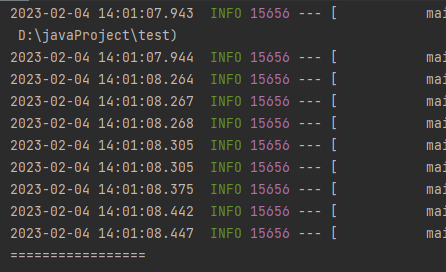 2023-02-04 14:01:07.943  INFO 15656 --- [           mai
 D:\javaProject\test)
2023-02-04 14:01:07.944  INFO 15656 --- [           mai
2023-02-04 14:01:08.264  INFO 15656 --- [           mai
2023-02-04 14:01:08.267  INFO 15656 --- [           mai
2023-02-04 14:01:08.268  INFO 15656 --- [           mai
2023-02-04 14:01:08.305  INFO 15656 --- [           mai
2023-02-04 14:01:08.305  INFO 15656 --- [           mai
2023-02-04 14:01:08.375  INFO 15656 --- [           mai
2023-02-04 14:01:08.442  INFO 15656 --- [           mai
2023-02-04 14:01:08.447  INFO 15656 --- [           mai
=================